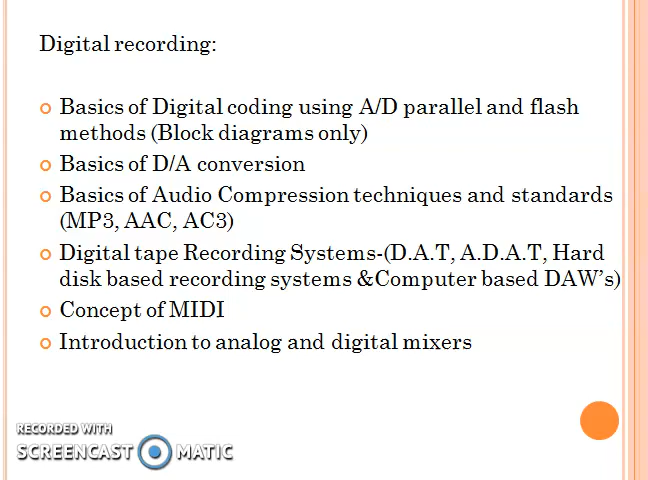 Digital recording:
Basics of Digital coding using A/D parallel and flash
methods (Block diagrams only)
Basics of D/A conversion
Basics of Audio Compression techniques and standards
(MP3, AAC, AC3)
Digital tape Recording Systems-(D.A.T, A.D.A.T, Hard
disk based recording systems &Computer based DAW's)
Concept of MIDI
Introduction to analog and digital mixers
RECORDED WITH
SCREENCAST MATIC